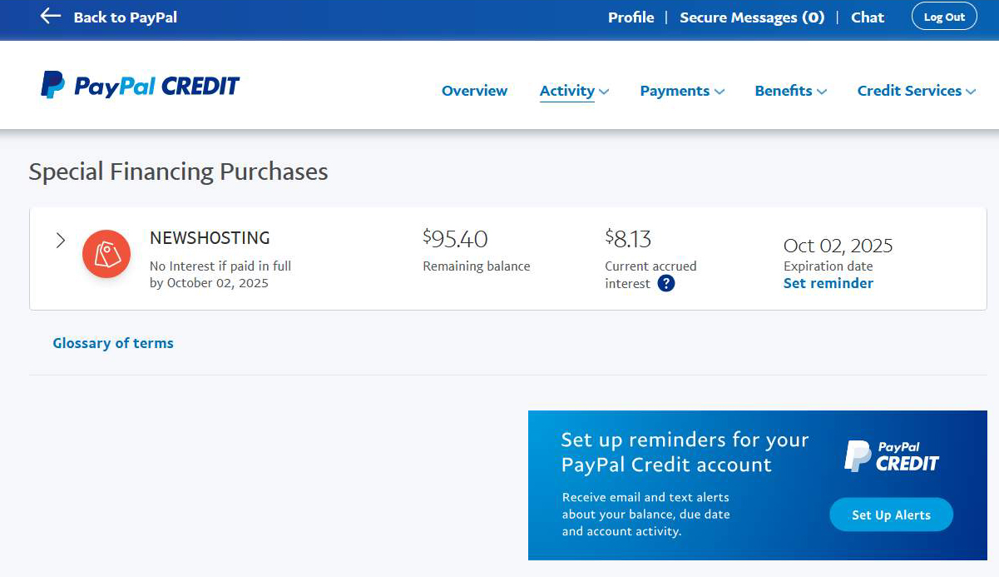 Back to PayPal
Profile | Secure Messages (0) | Chat
Log Out
PayPal CREDIT
Overview
Activity
Payments
Benefits
Credit Services
Special Financing Purchases
NEWSHOSTING
No Interest if paid in full
by October 02, 2025
$95.40
Remaining balance
$8.13
Current accrued
interest ?
Oct 02, 2025
Expiration date
Set reminder
Glossary of terms
Set up reminders for your
PayPal Credit account
Receive email and text alerts
about your balance, due date
and account activity.
PayPal
CREDIT
Set Up Alerts